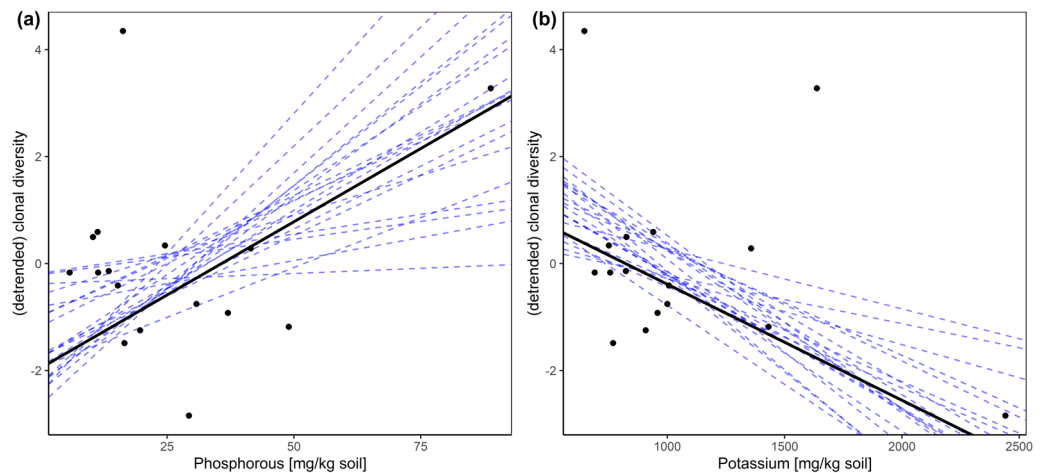 (a)
(detrended) clonal diversity
4
2
0
-2
25 50 75
Phosphorous [mg/kg soil]
(b)
(detrended) clonal diversity
4
2
0
-2
1000 1500 2000 2500
Potassium [mg/kg soil]